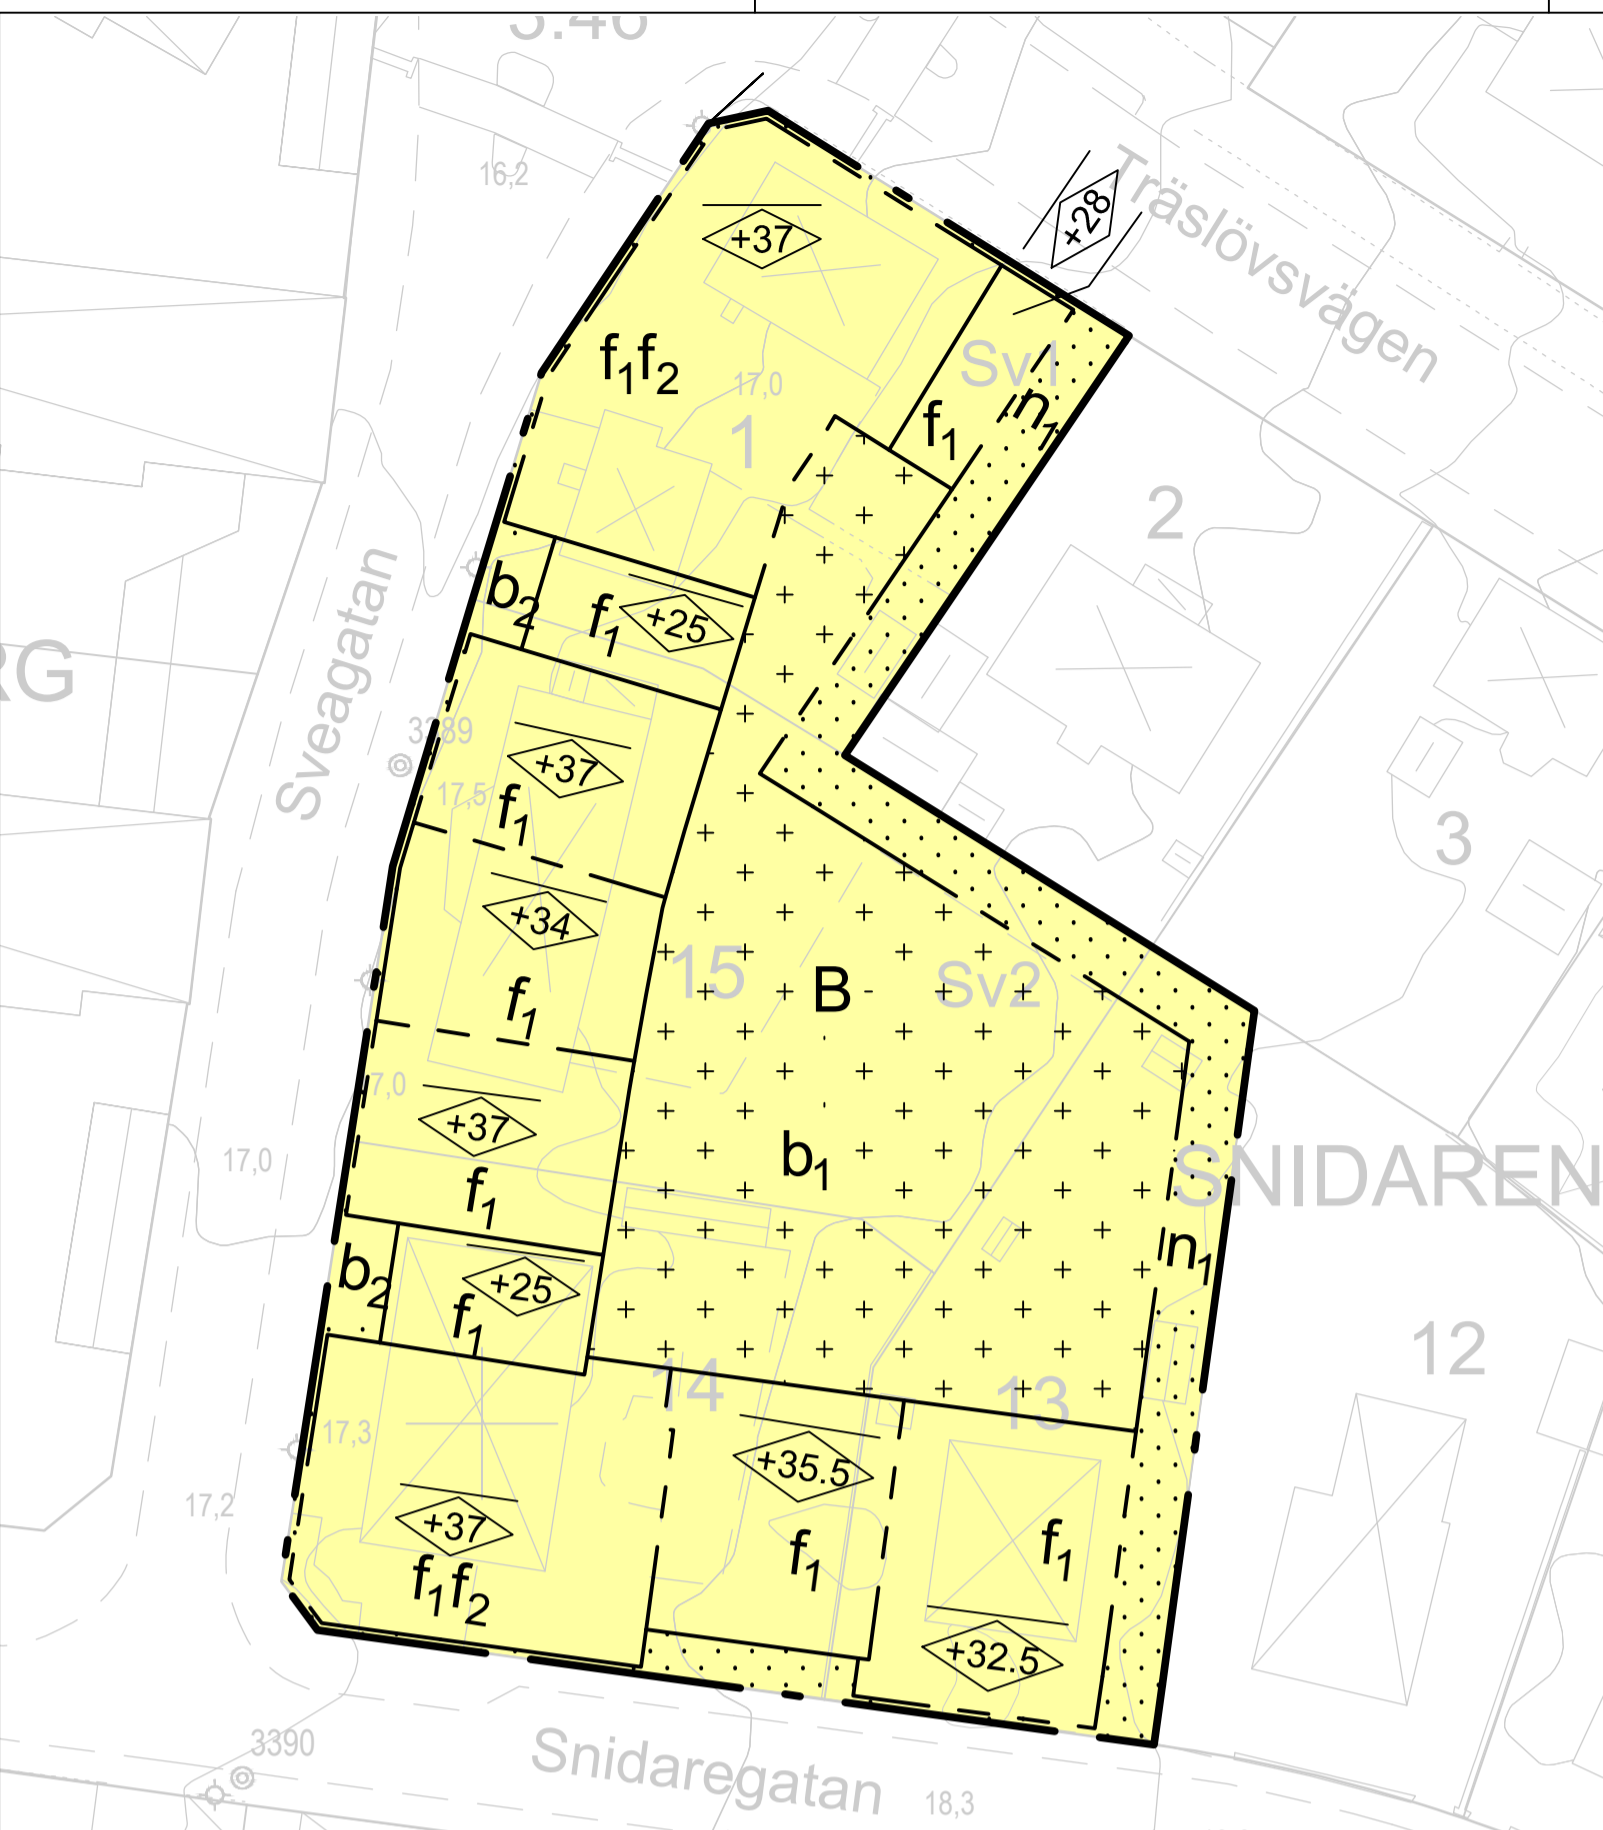 3:46
16,2
+28
Träslövsvägen
+37
f1f2
17,0
Sv1
n1
f1
1
2
b2
f1
+25
RG
Sveagatan
3389
+37
17,5
f1
3
+34
15
B
Sv2
f1
7,0
+37
17,0
b1
SNIDAREN
f1
n1
b2
+25
f1
12
14
13
17,3
+35.5
17,2
+37
f1
f1
f1f2
+32.5
3390
Snidaregatan
18,3